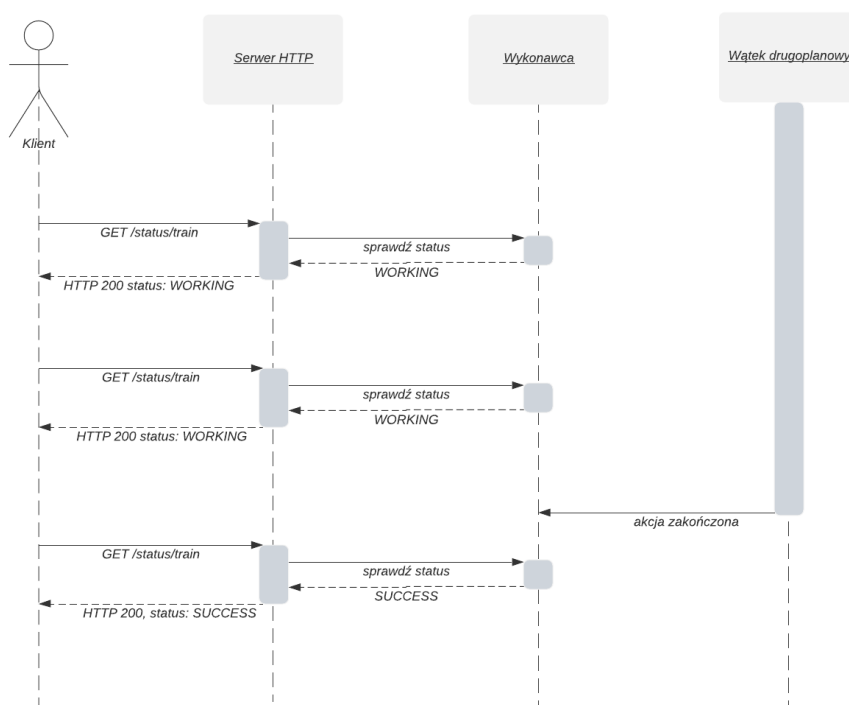 Serwer HTTP
Wykonawca
Wątek drugoplanowy
Klient
GET /status/train
sprawdź status
WORKING
HTTP 200 status: WORKING
GET /status/train
sprawdź status
WORKING
HTTP 200 status: WORKING
akcja zakończona
GET /status/train
sprawdź status
SUCCESS
HTTP 200, status: SUCCESS